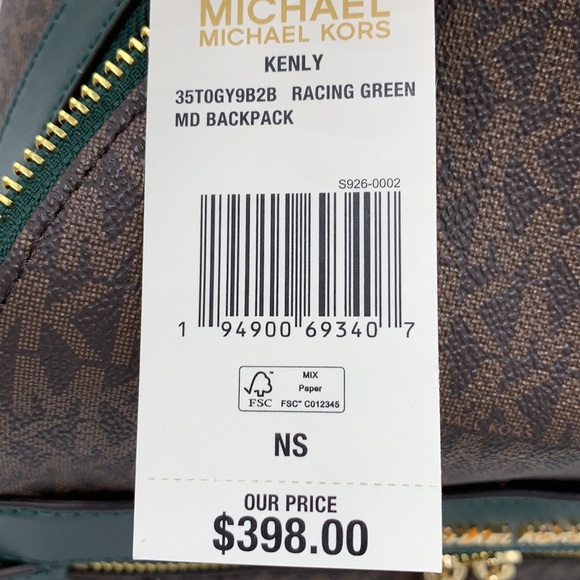 MICHAEL
MICHAEL KORS
KENLY
35T0GY9B2B RACING GREEN
MD BACKPACK
S926-0002
1 94900 69340 7
FSC
MIX
Paper
FSC™ C012345
NS
OUR PRICE
$398.00